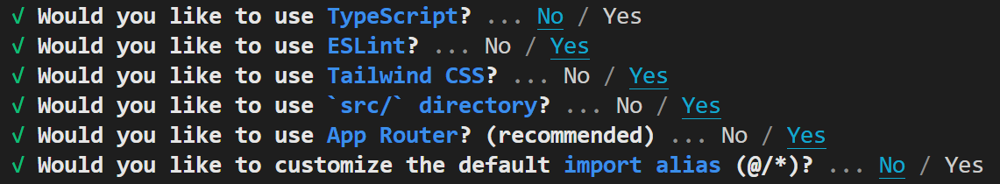 √ Would you like to use TypeScript? ... No / Yes
√ Would you like to use ESLint? ... No / Yes
√ Would you like to use Tailwind CSS? ... No / Yes
√ Would you like to use `src/` directory? ... No / Yes
√ Would you like to use App Router? (recommended) ... No / Yes
√ Would you like to customize the default import alias (@/*)? ... No / Yes